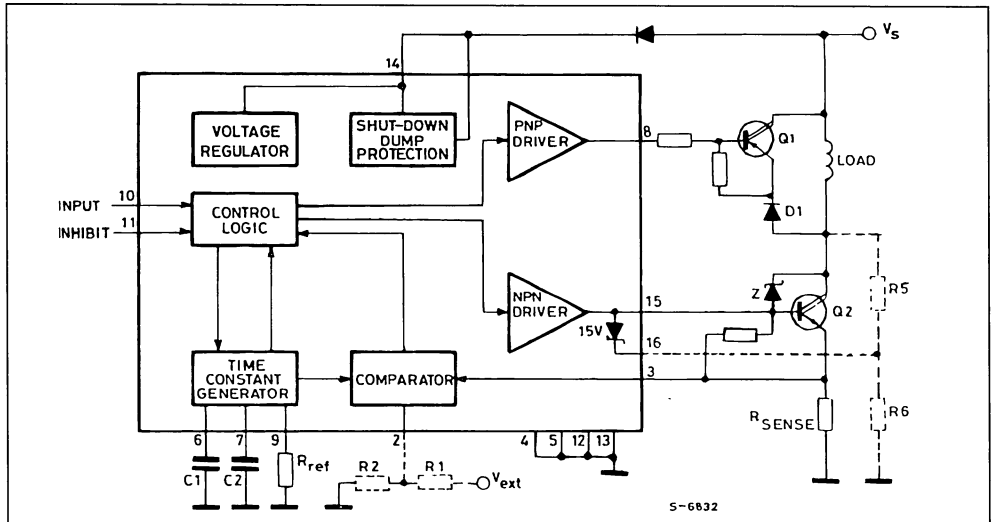 Vs
14
VOLTAGE
REGULATOR
SHUT-DOWN
DUMP
PROTECTION
PNP
DRIVER
8
Q1
LOAD
D1
INPUT
10
INHIBIT
11
CONTROL
LOGIC
NPN
DRIVER
15
15V
16
Z
Q2
R5
TIME
CONSTANT
GENERATOR
COMPARATOR
3
RSENSE
R6
6
7
9
2
4
5
12
13
C1
C2
Rref
R2
R1
Vext
S-6832